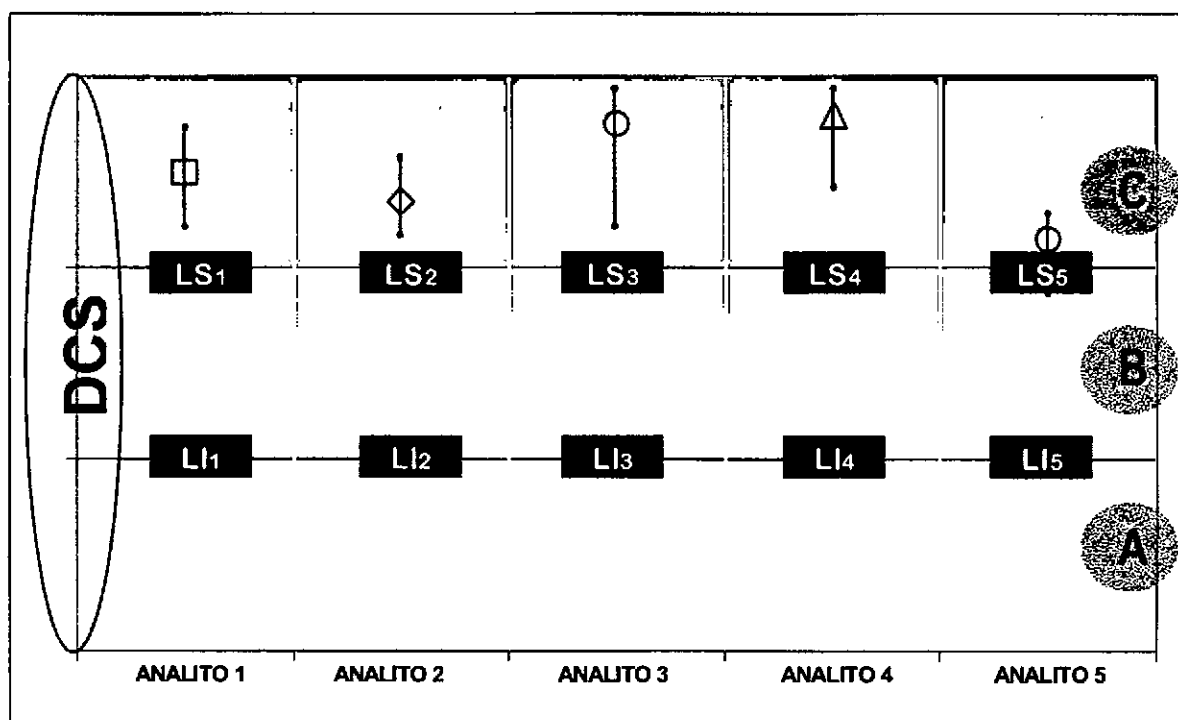 C
LS1 LS2 LS3 LS4 LS5
DCS
B
LI1 LI2 LI3 LI4 LI5
A
ANALITO 1 ANALITO 2 ANALITO 3 ANALITO 4 ANALITO 5